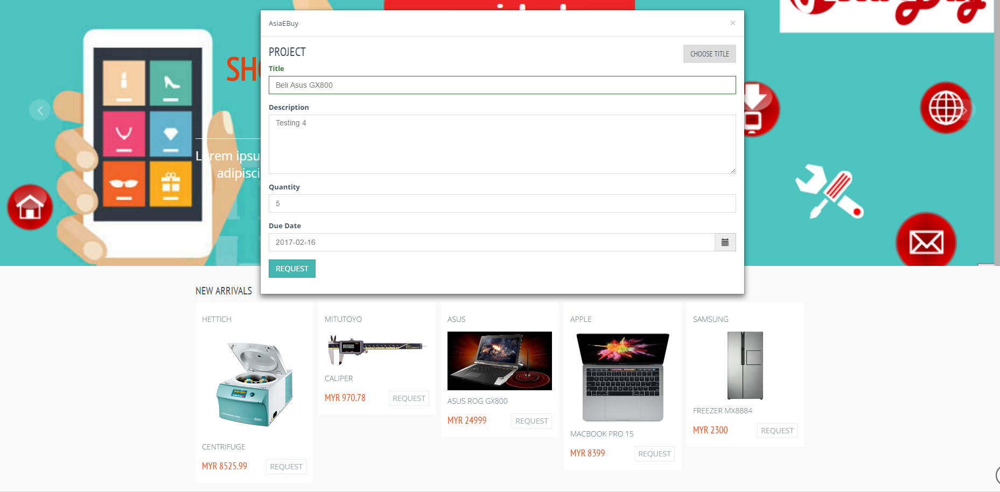 AsiaEBuy
×
PROJECT
CHOOSE TITLE
Title
Beli Asus GX800
Description
Testing 4
Quantity
5
Due Date
2017-02-16
REQUEST
SH
Lorem ipsu
adipisci
NEW ARRIVALS
HETTICH
CENTRIFUGE
MYR 8525.99
REQUEST
MITUTOYO
CALIPER
MYR 970.78
REQUEST
ASUS
ASUS ROG GX800
MYR 24999
REQUEST
APPLE
MACBOOK PRO 15
MYR 8399
REQUEST
SAMSUNG
FREEZER MX8884
MYR 2300
REQUEST